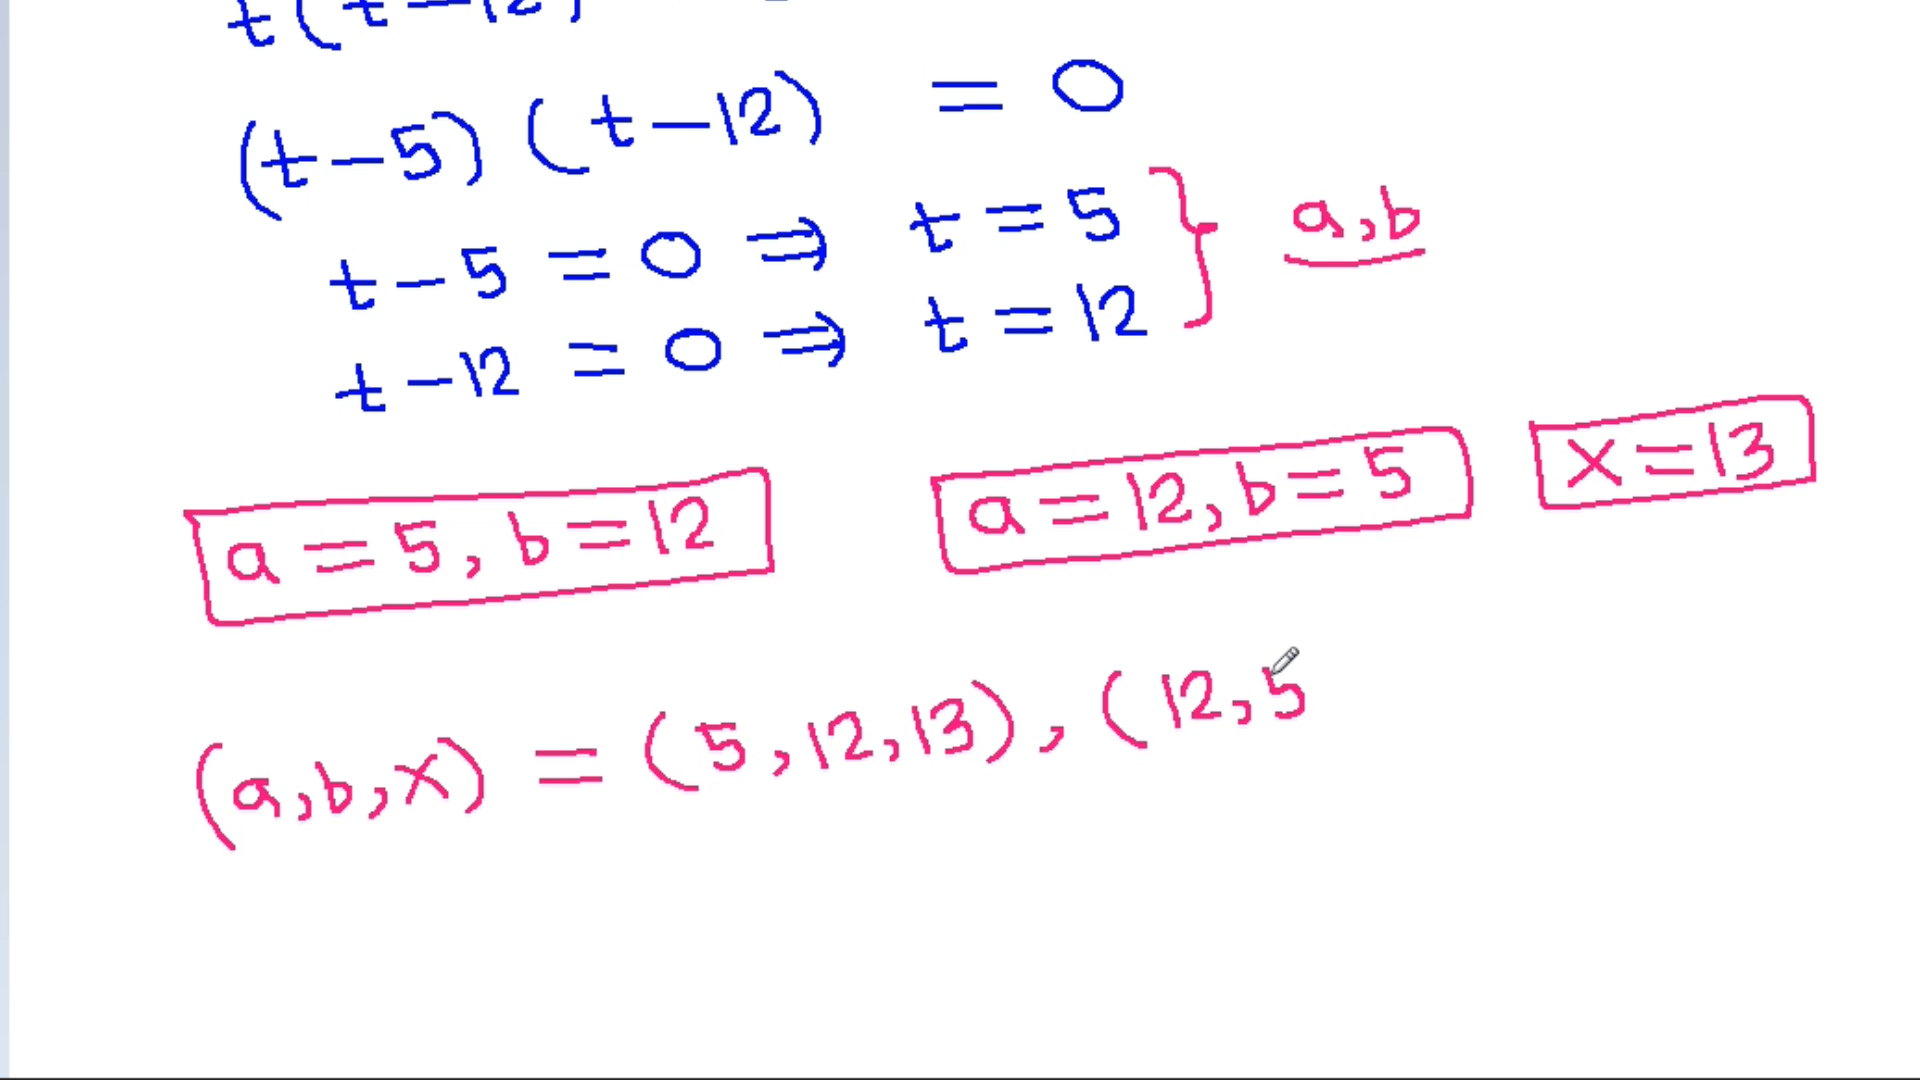 t(t-12)
(t-5) (t-12) = 0
t-5 = 0 ⇒ t = 5
a,b
t-12 = 0 ⇒ t = 12
a = 5, b = 12
a = 12, b = 5
x = 13
(a,b,x) = (5,12,13), (12,5